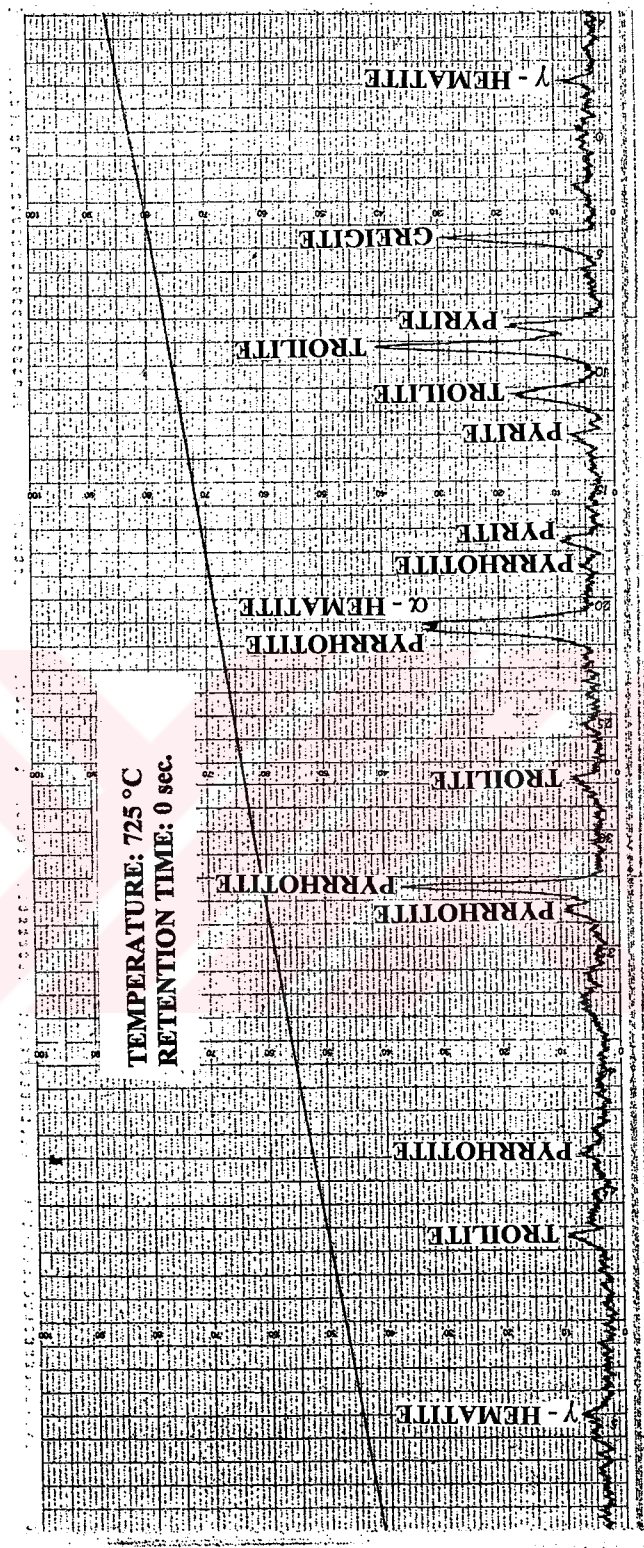 TEMPERATURE: 725 °C
RETENTION TIME: 0 sec.
γ - HEMATITE
GREIGITE
PYRITE
TROILITE
TROILITE
PYRITE
PYRITE
PYRRHOTITE
α - HEMATITE
PYRRHOTITE
TROILITE
PYRRHOTITE
PYRRHOTITE
PYRRHOTITE
TROILITE
γ - HEMATITE